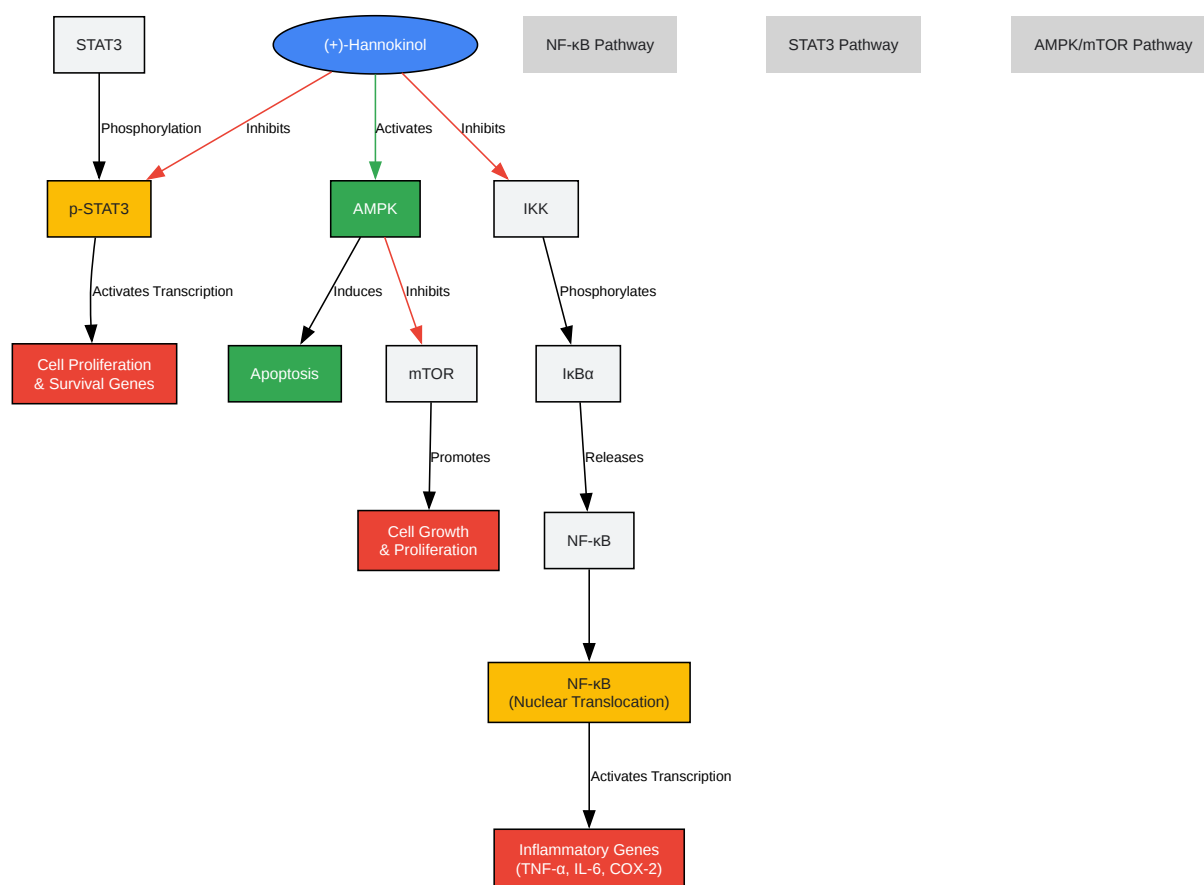 STAT3
(+)-Hannokinol
NF-κB Pathway
STAT3 Pathway
AMPK/mTOR Pathway
Phosphorylation
Inhibits
Activates
Inhibits
p-STAT3
AMPK
IKK
Activates Transcription
Induces
Inhibits
Phosphorylates
Cell Proliferation
& Survival Genes
Apoptosis
mTOR
IκBα
Promotes
Releases
Cell Growth
& Proliferation
NF-κB
NF-κB
(Nuclear Translocation)
Activates Transcription
Inflammatory Genes
(TNF-α, IL-6, COX-2)